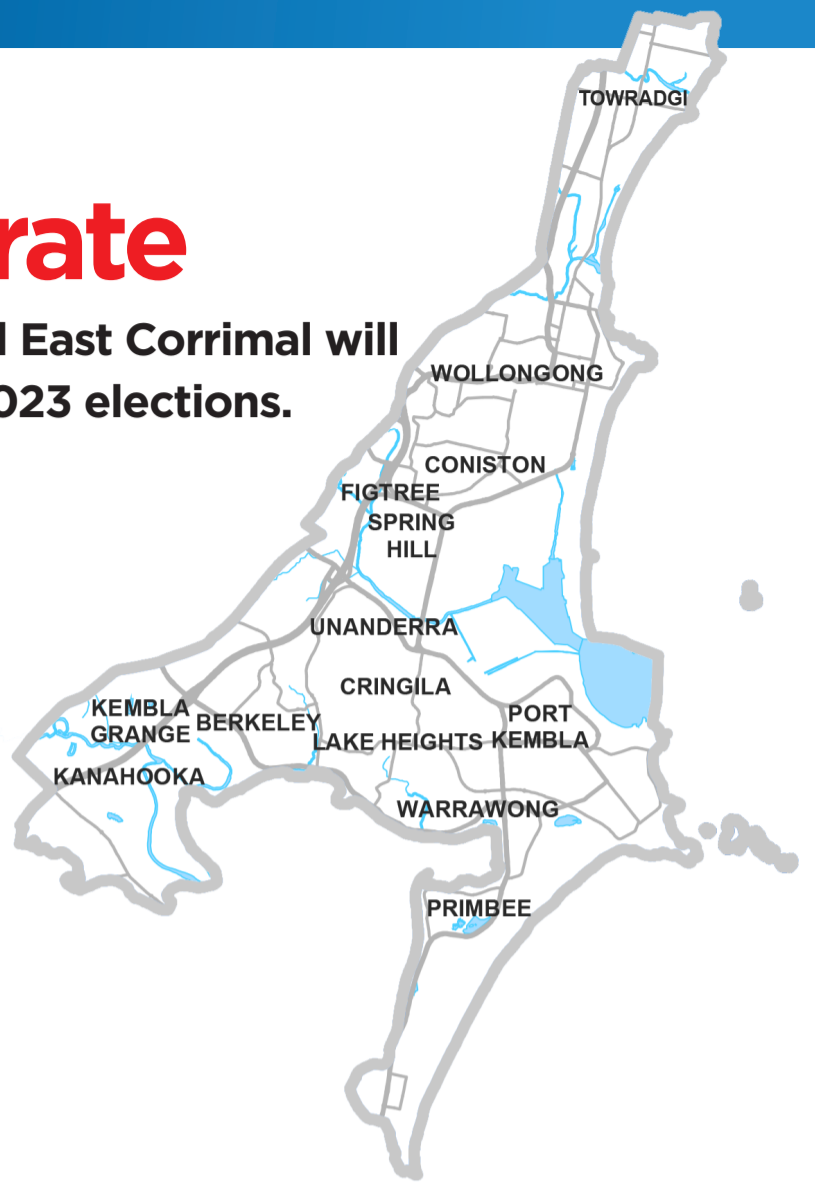 TOWRADGI
rate
l East Corrimal will
023 elections.
WOLLONGONG
CONISTON
FIGTREE
SPRING
HILL
UNANDERRA
CRINGILA
KEMBLA
GRANGE
BERKELEY
PORT
KEMBLA
LAKE HEIGHTS
KANAHOOKA
WARRAWONG
PRIMBEE